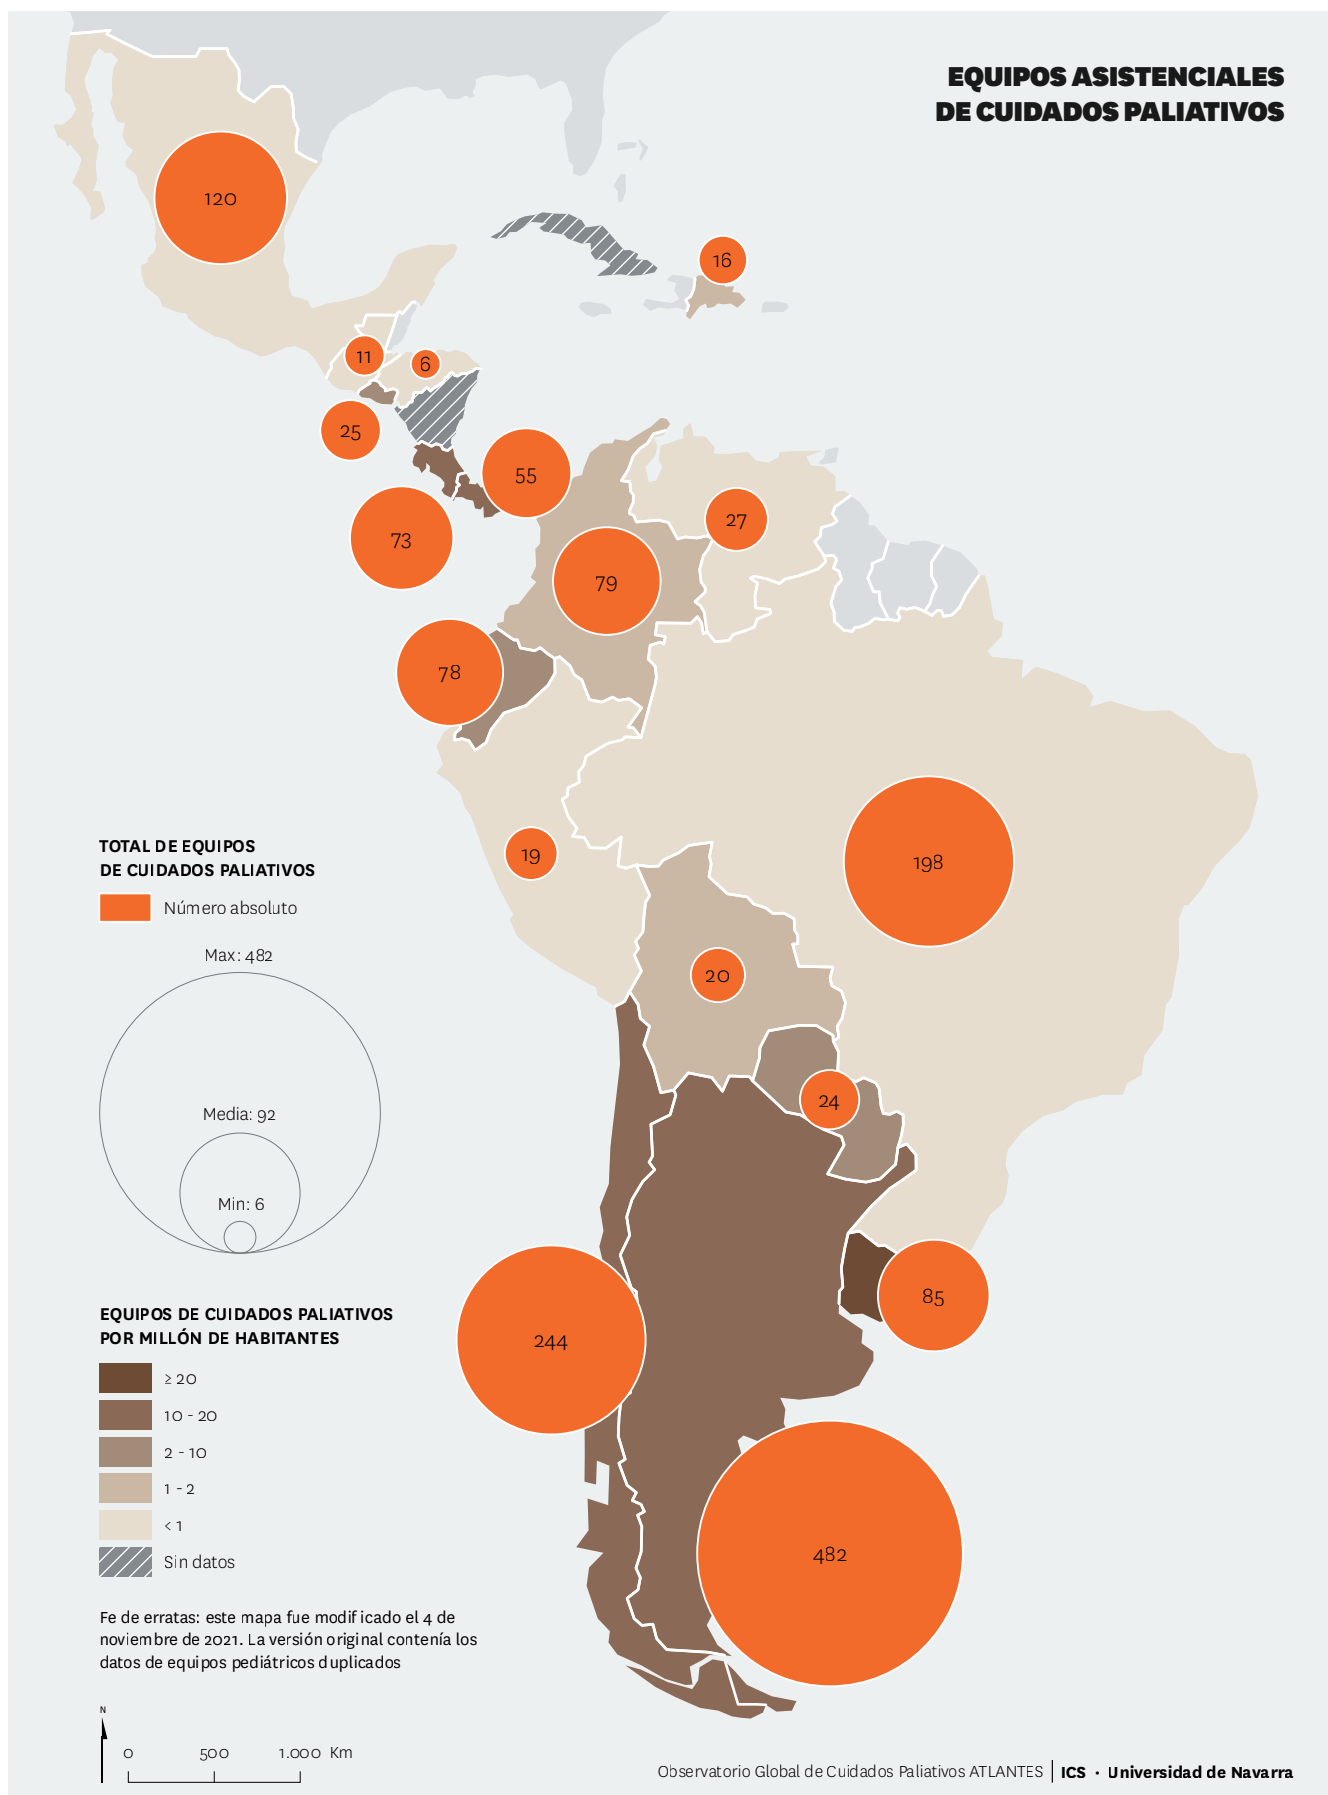 EQUIPOS ASISTENCIALES
DE CUIDADOS PALIATIVOS
120
16
11
6
25
55
27
73
79
78
198
19
20
24
85
244
482
TOTAL DE EQUIPOS
DE CUIDADOS PALIATIVOS
Número absoluto
Max: 482
Media: 92
Min: 6
EQUIPOS DE CUIDADOS PALIATIVOS
POR MILLÓN DE HABITANTES
≥ 20
10 - 20
2 - 10
1 - 2
< 1
Sin datos
Fe de erratas: este mapa fue modificado el 4 de
noviembre de 2021. La versión original contenía los
datos de equipos pediátricos duplicados
N
0 500 1.000 Km
Observatorio Global de Cuidados Paliativos ATLANTES | ICS · Universidad de Navarra